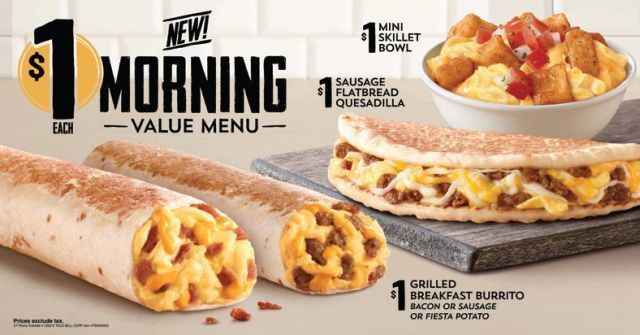 NEW!
$1
EACH
MORNING
VALUE MENU
$1 MINI
SKILLET
BOWL
$1 SAUSAGE
FLATBREAD
QUESADILLA
$1 GRILLED
BREAKFAST BURRITO
BACON OR SAUSAGE
OR FIESTA POTATO
Prices exclude tax.